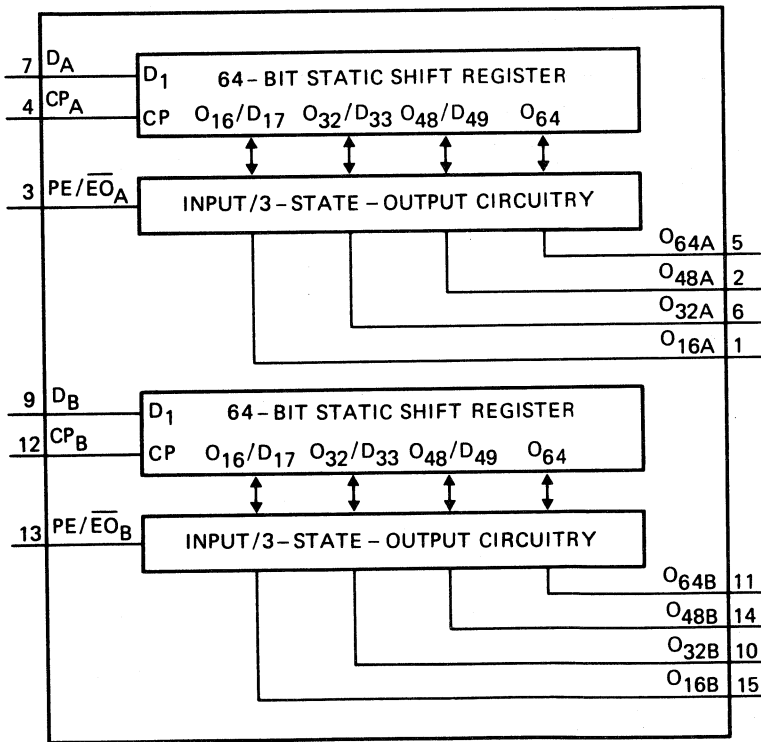 7 D_A
D_1 64-BIT STATIC SHIFT REGISTER
4 CP_A
CP O_16/D_17 O_32/D_33 O_48/D_49 O_64
3 PE/E̅O̅_A
INPUT/3-STATE-OUTPUT CIRCUITRY
O_64A 5
O_48A 2
O_32A 6
O_16A 1
9 D_B
D_1 64-BIT STATIC SHIFT REGISTER
12 CP_B
CP O_16/D_17 O_32/D_33 O_48/D_49 O_64
13 PE/E̅O̅_B
INPUT/3-STATE-OUTPUT CIRCUITRY
O_64B 11
O_48B 14
O_32B 10
O_16B 15